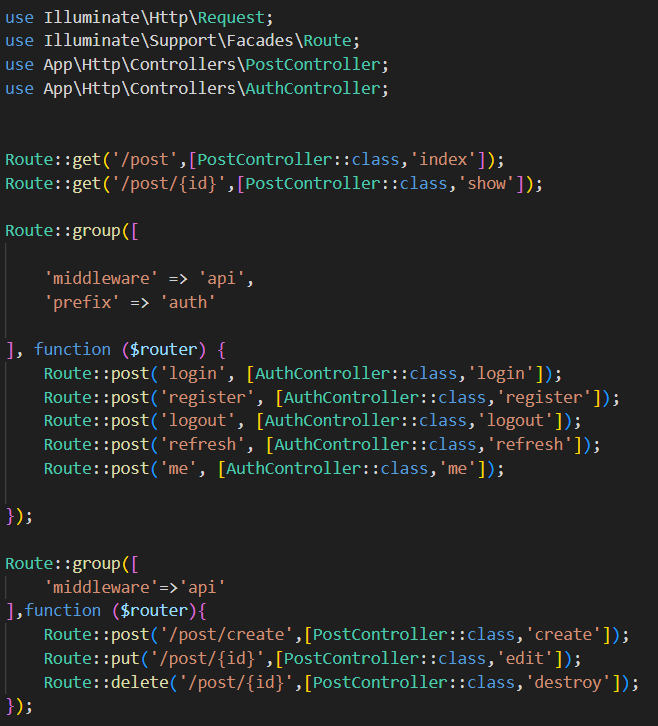 use Illuminate\Http\Request;
use Illuminate\Support\Facades\Route;
use App\Http\Controllers\PostController;
use App\Http\Controllers\AuthController;
Route::get('/post',[PostController::class,'index']);
Route::get('/post/{id}',[PostController::class,'show']);
Route::group([
'middleware' => 'api',
'prefix' => 'auth'
], function ($router) {
Route::post('login', [AuthController::class,'login']);
Route::post('register', [AuthController::class,'register']);
Route::post('logout', [AuthController::class,'logout']);
Route::post('refresh', [AuthController::class,'refresh']);
Route::post('me', [AuthController::class,'me']);
});
Route::group([
'middleware'=>'api'
],function ($router){
Route::post('/post/create',[PostController::class,'create']);
Route::put('/post/{id}',[PostController::class,'edit']);
Route::delete('/post/{id}',[PostController::class,'destroy']);
});